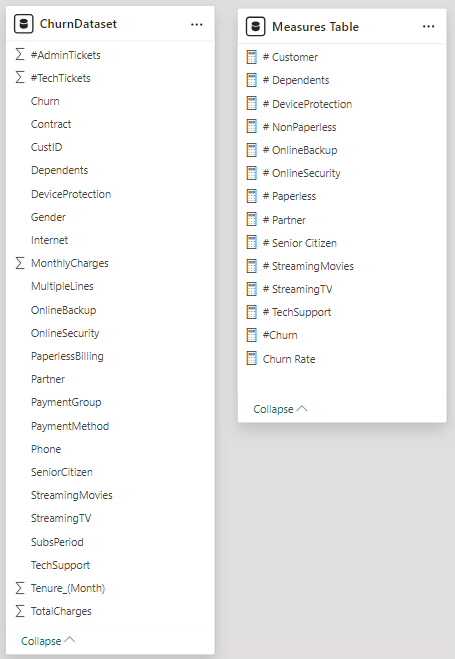 ChurnDataset
#AdminTickets
#TechTickets
Churn
Contract
CustID
Dependents
DeviceProtection
Gender
Internet
MonthlyCharges
MultipleLines
OnlineBackup
OnlineSecurity
PaperlessBilling
Partner
PaymentGroup
PaymentMethod
Phone
SeniorCitizen
StreamingMovies
StreamingTV
SubsPeriod
TechSupport
Tenure_(Month)
TotalCharges
Collapse
Measures Table
# Customer
# Dependents
# DeviceProtection
# NonPaperless
# OnlineBackup
# OnlineSecurity
# Paperless
# Partner
# Senior Citizen
# StreamingMovies
# StreamingTV
# TechSupport
#Churn
Churn Rate
Collapse